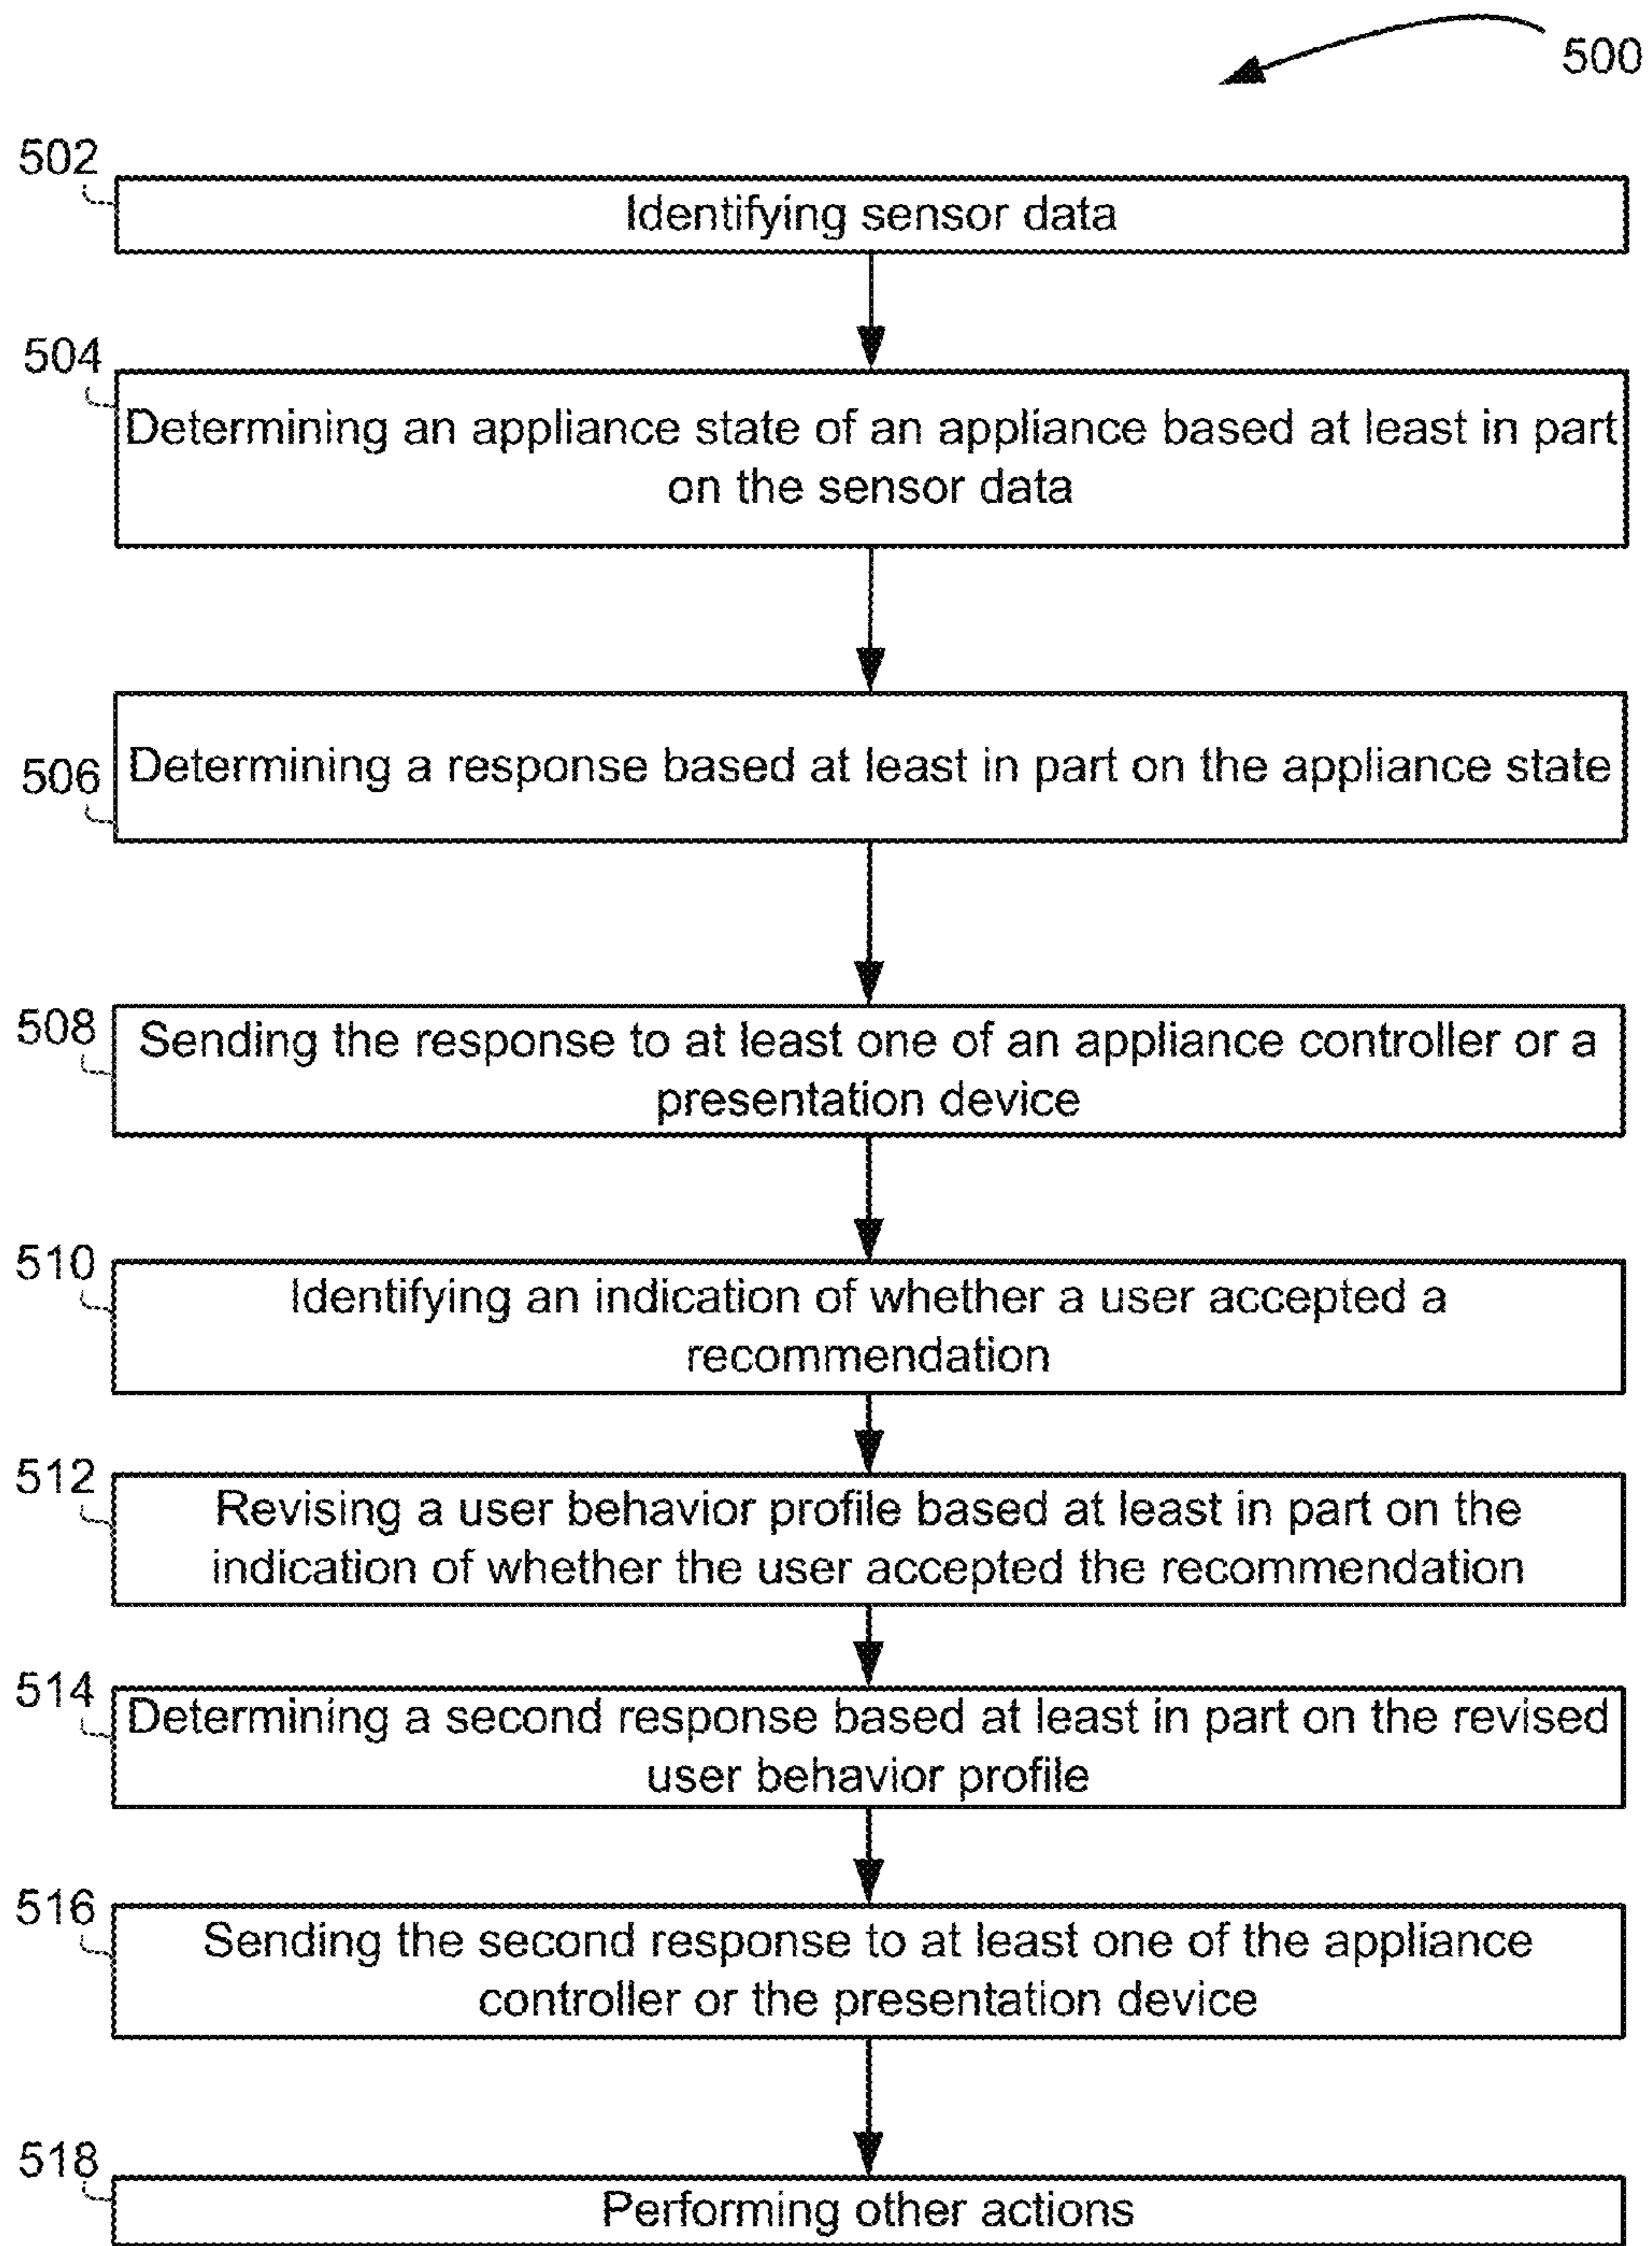 500
502
Identifying sensor data
504
Determining an appliance state of an appliance based at least in part
on the sensor data
506
Determining a response based at least in part on the appliance state
508
Sending the response to at least one of an appliance controller or a
presentation device
510
Identifying an indication of whether a user accepted a
recommendation
512
Revising a user behavior profile based at least in part on the
indication of whether the user accepted the recommendation
514
Determining a second response based at least in part on the revised
user behavior profile
516
Sending the second response to at least one of the appliance
controller or the presentation device
518
Performing other actions